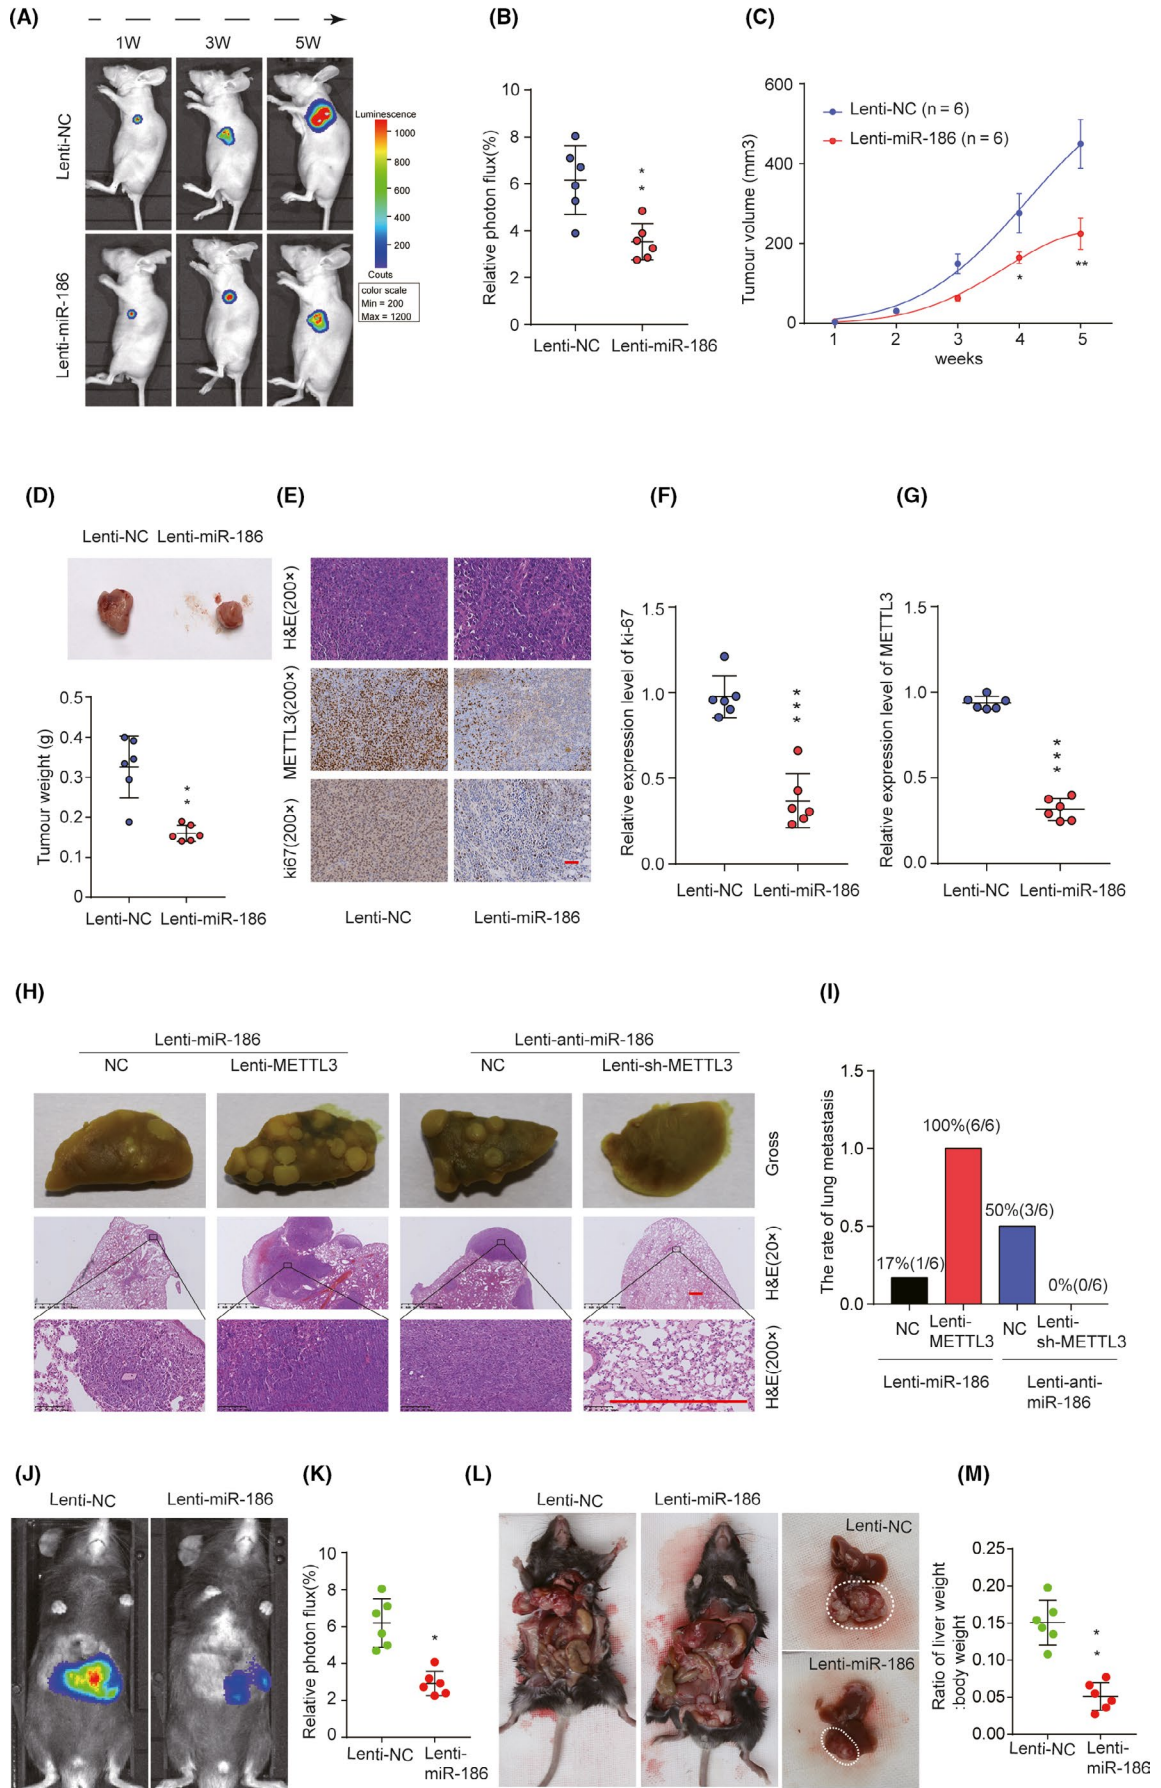 (A)
1W 3W 5W
Lenti-NC
Lenti-miR-186
Luminescence
1000
800
600
400
200
Couts
color scale
Min = 200
Max = 1200
(B)
Relative photon flux(%)
10
8
6
4
2
0
**
Lenti-NC Lenti-miR-186
(C)
Tumour volume (mm3)
600
400
200
0
Lenti-NC (n = 6)
Lenti-miR-186 (n = 6)
*
**
1 2 3 4 5
weeks
(D)
Lenti-NC Lenti-miR-186
Tumour weight (g)
0.5
0.4
0.3
0.2
0.1
0
**
Lenti-NC Lenti-miR-186
(E)
H&E(200×)
METTL3(200×)
ki67(200×)
Lenti-NC Lenti-miR-186
(F)
Relative expression level of ki-67
1.5
1.0
0.5
0.0
***
Lenti-NC Lenti-miR-186
(G)
Relative expression level of METTL3
1.5
1.0
0.5
0.0
***
Lenti-NC Lenti-miR-186
(H)
Lenti-miR-186 Lenti-anti-miR-186
NC Lenti-METTL3 NC Lenti-sh-METTL3
Gross
H&E(20×)
H&E(200×)
(I)
The rate of lung metastasis
1.5
1.0
0.5
0.0
17%(1/6)
100%(6/6)
50%(3/6)
0%(0/6)
NC Lenti-METTL3 NC Lenti-sh-METTL3
Lenti-miR-186 Lenti-anti-miR-186
(J)
Lenti-NC Lenti-miR-186
(K)
Relative photon flux(%)
10
8
6
4
2
0
*
Lenti-NC Lenti-miR-186
(L)
Lenti-NC Lenti-miR-186
Lenti-NC
Lenti-miR-186
(M)
Ratio of liver weight
:body weight
0.25
0.20
0.15
0.10
0.05
0.00
**
Lenti-NC Lenti-miR-186